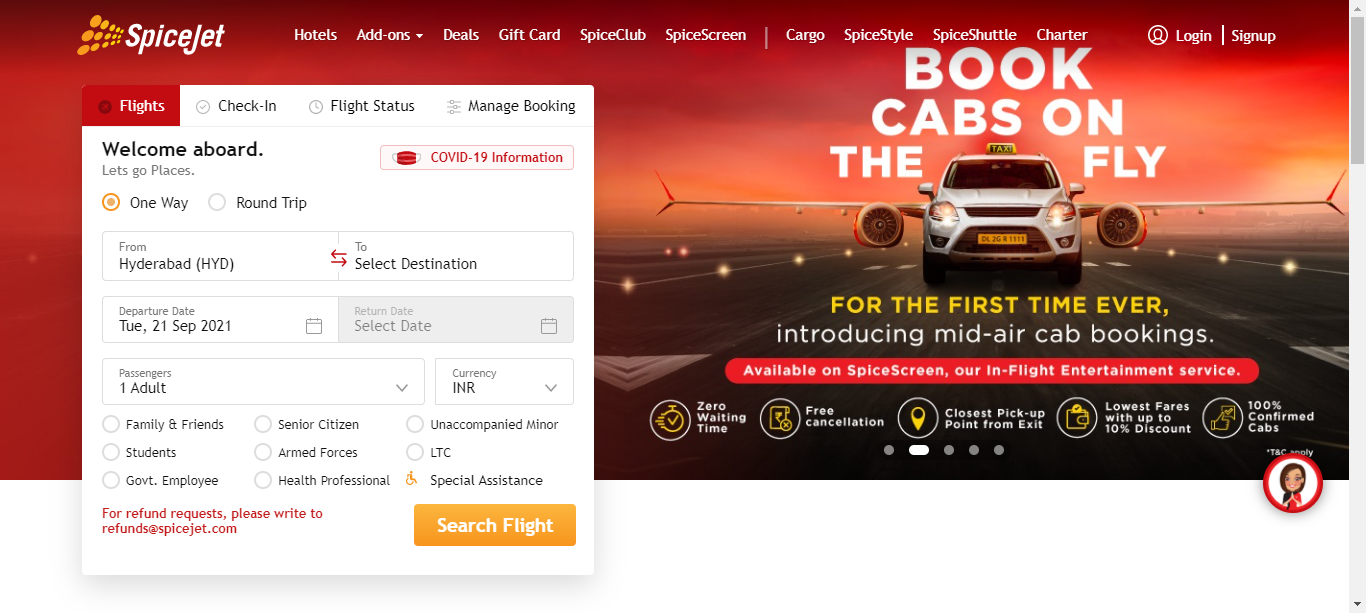 SpiceJet
Hotels Add-ons Deals Gift Card SpiceClub SpiceScreen | Cargo SpiceStyle SpiceShuttle Charter Login Signup
Flights Check-In Flight Status Manage Booking
Welcome aboard.
Lets go Places.
COVID-19 Information
One Way Round Trip
From
Hyderabad (HYD)
To
Select Destination
Departure Date
Tue, 21 Sep 2021
Return Date
Select Date
Passengers
1 Adult
Currency
INR
Family & Friends Senior Citizen Unaccompanied Minor
Students Armed Forces LTC
Govt. Employee Health Professional Special Assistance
For refund requests, please write to
refunds@spicejet.com
Search Flight
BOOK
CABS ON
THE FLY
TAXI
DL 2G R 1111
FOR THE FIRST TIME EVER,
introducing mid-air cab bookings.
Available on SpiceScreen, our In-Flight Entertainment service.
Zero
Waiting
Time
Free
cancellation
Closest Pick-up
Point from Exit
Lowest Fares
with up to
10% Discount
100%
Confirmed
Cabs
*T&C apply